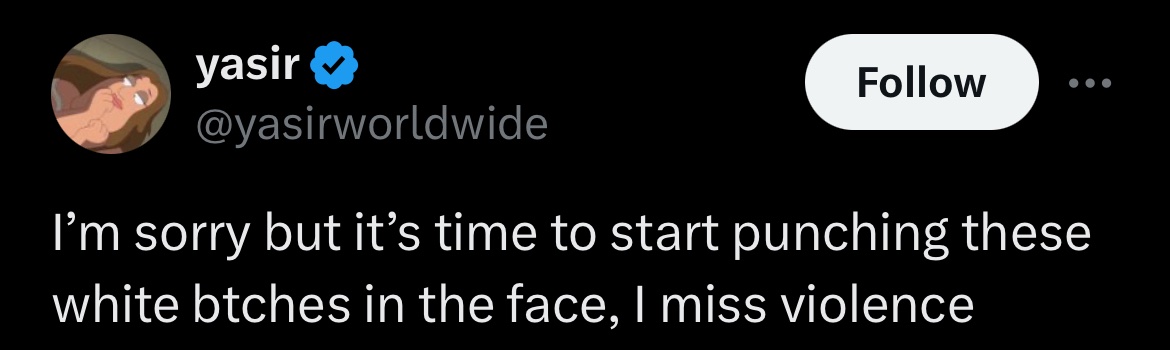 yasir
@yasirworldwide
Follow
I’m sorry but it’s time to start punching these
white btches in the face, I miss violence